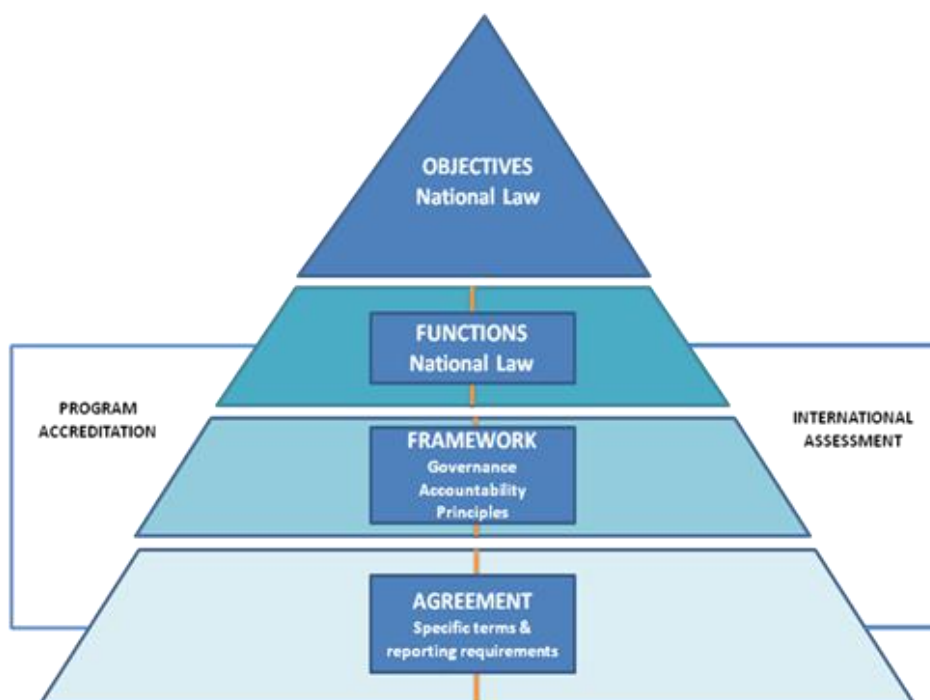 OBJECTIVES
National Law
FUNCTIONS
National Law
PROGRAM
ACCREDITATION
INTERNATIONAL
ASSESSMENT
FRAMEWORK
Governance
Accountability
Principles
AGREEMENT
Specific terms &
reporting requirements